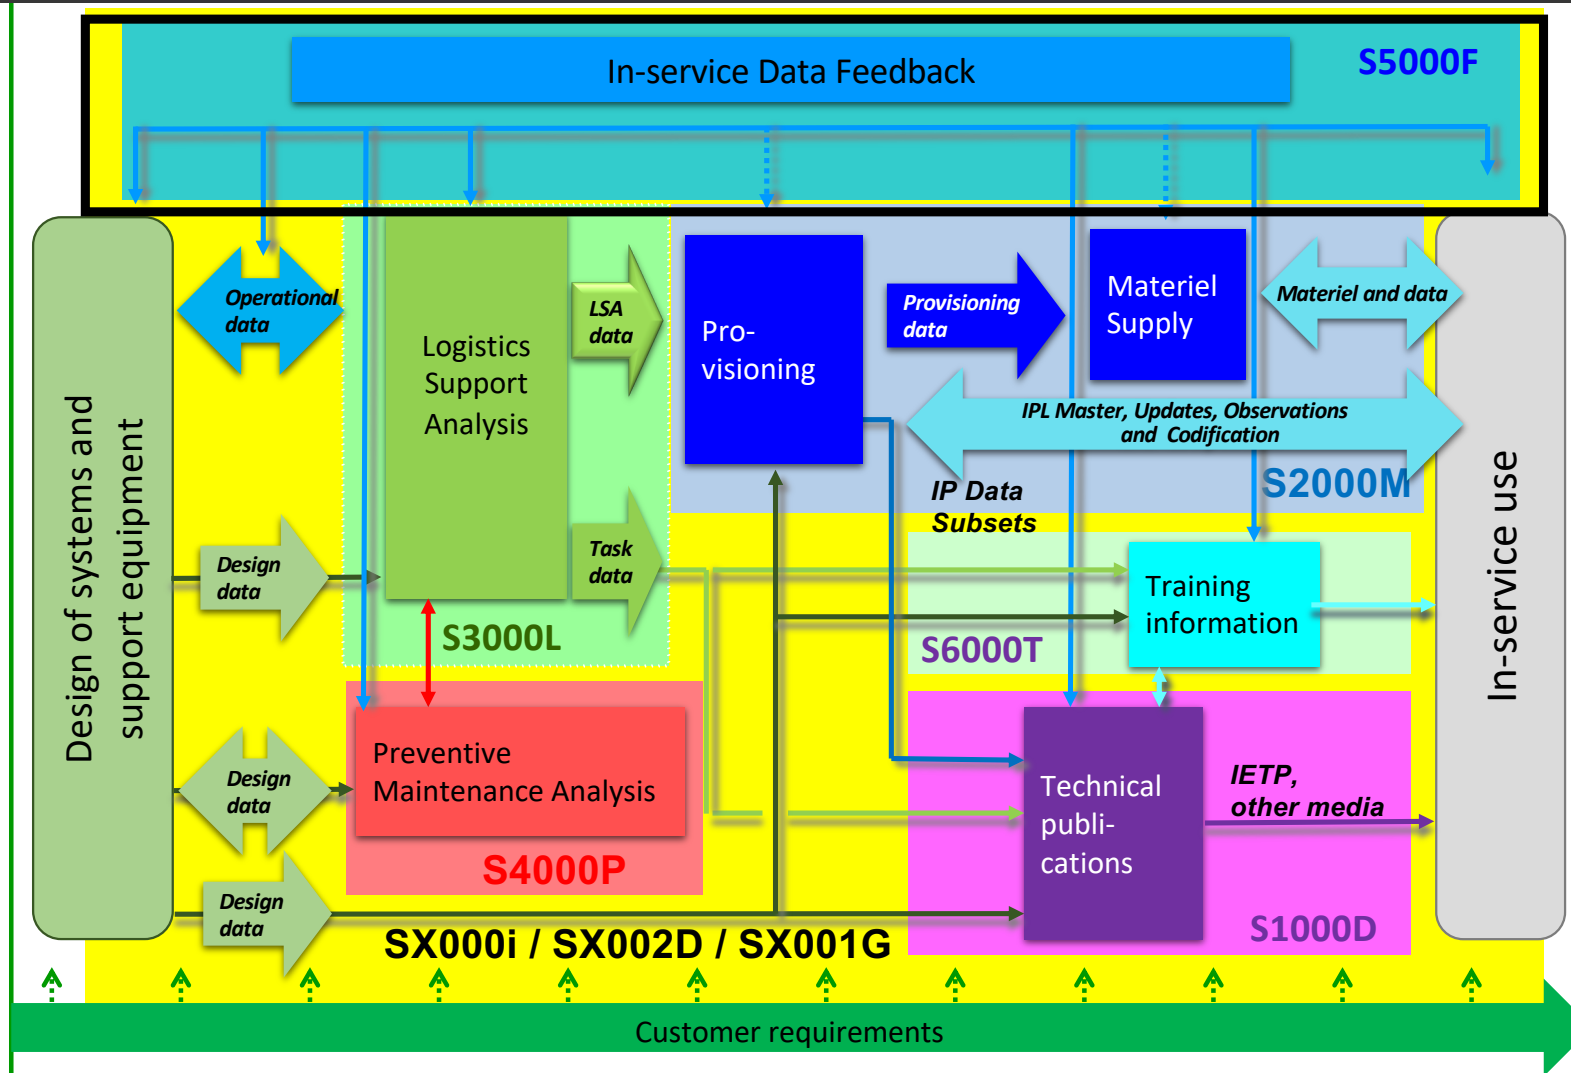 In-service Data Feedback
S5000F
Design of systems and
support equipment
Operational
data
Logistics
Support
Analysis
LSA
data
Pro-
visioning
Provisioning
data
Materiel
Supply
Materiel and data
IPL Master, Updates, Observations
and Codification
S2000M
IP Data
Subsets
In-service use
Design
data
Task
data
S3000L
Training
information
S6000T
Design
data
Preventive
Maintenance Analysis
S4000P
Technical
publi-
cations
IETP,
other media
S1000D
Design
data
SX000i / SX002D / SX001G
Customer requirements